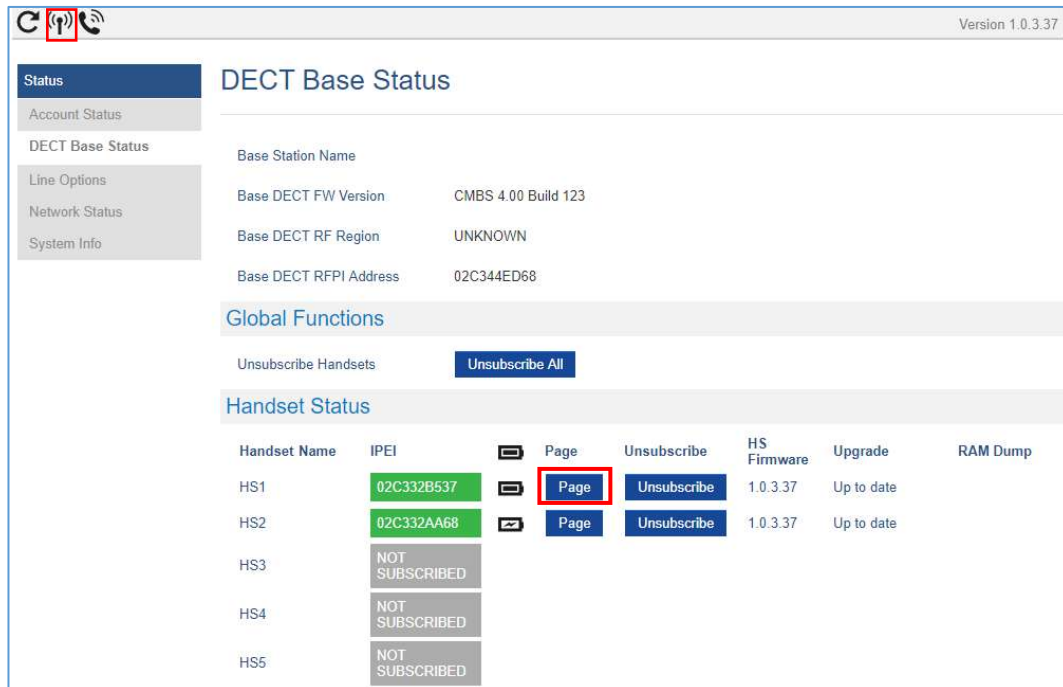 Version 1.0.3.37
Status
Account Status
DECT Base Status
Line Options
Network Status
System Info
DECT Base Status
Base Station Name
Base DECT FW Version CMBS 4.00 Build 123
Base DECT RF Region UNKNOWN
Base DECT RFPI Address 02C344ED68
Global Functions
Unsubscribe Handsets Unsubscribe All
Handset Status
Handset Name IPEI Page Unsubscribe HS Firmware Upgrade RAM Dump
HS1 02C332B537 Page Unsubscribe 1.0.3.37 Up to date
HS2 02C332AA68 Page Unsubscribe 1.0.3.37 Up to date
HS3 NOT SUBSCRIBED
HS4 NOT SUBSCRIBED
HS5 NOT SUBSCRIBED